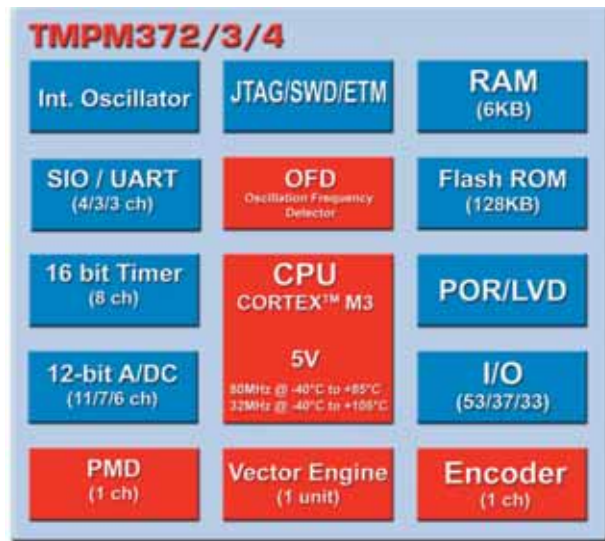 TMPM372/3/4
Int. Oscillator
JTAG/SWD/ETM
RAM
(6KB)
SIO / UART
(4/3/3 ch)
OFD
Oscillation Frequency
Detector
Flash ROM
(128KB)
16 bit Timer
(8 ch)
CPU
CORTEX™ M3
5V
80MHz @ -40°C to +85°C
32MHz @ -40°C to +105°C
POR/LVD
12-bit A/DC
(11/7/6 ch)
I/O
(53/37/33)
PMD
(1 ch)
Vector Engine
(1 unit)
Encoder
(1 ch)